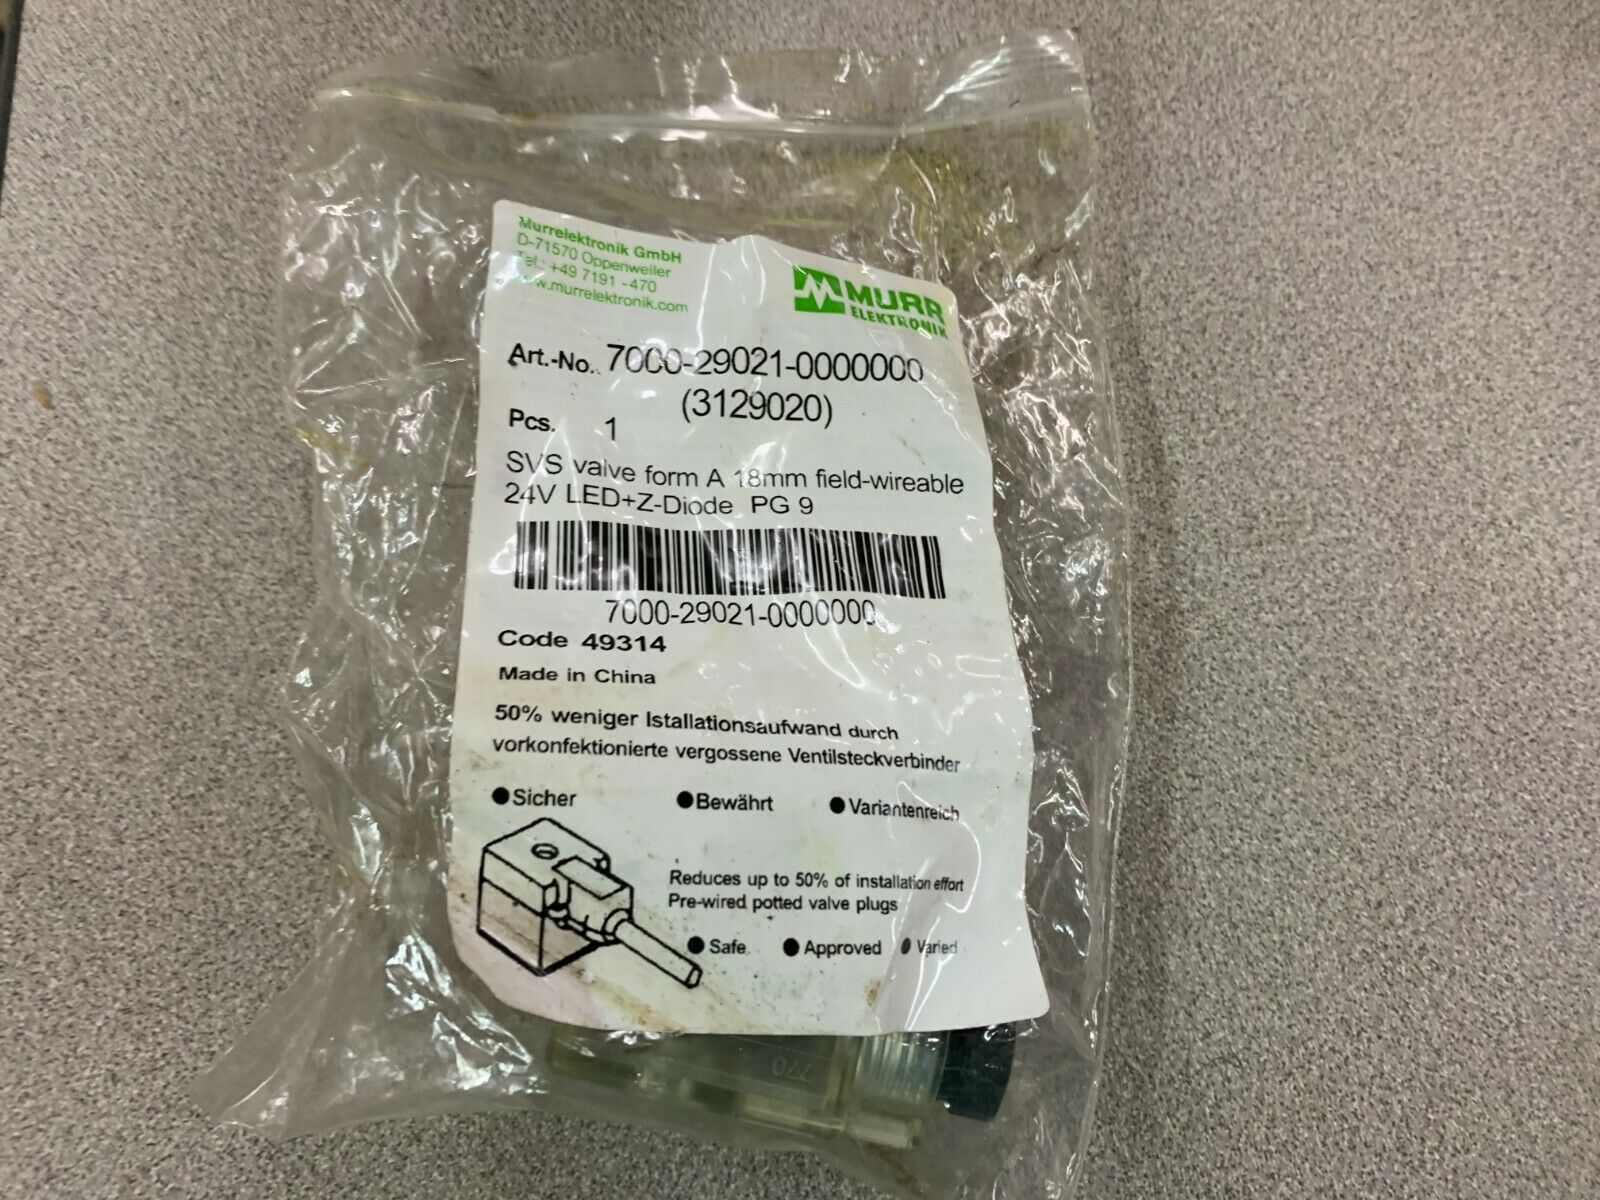 Murrelektronik GmbH
D-71570 Oppenweiler
Tel.: +49 7191 -470
www.murrelektronik.com
MURR
ELEKTRONIK
Art.-No.. 7000-29021-0000000
(3129020)
Pcs. 1
SVS valve form A 18mm field-wireable
24V LED+Z-Diode PG 9
7000-29021-0000000
Code 49314
Made in China
50% weniger Istallationsaufwand durch
vorkonfektionierte vergossene Ventilsteckverbinder
●Sicher ●Bewährt ●Variantenreich
Reduces up to 50% of installation effort
Pre-wired potted valve plugs
●Safe ●Approved ●Varied